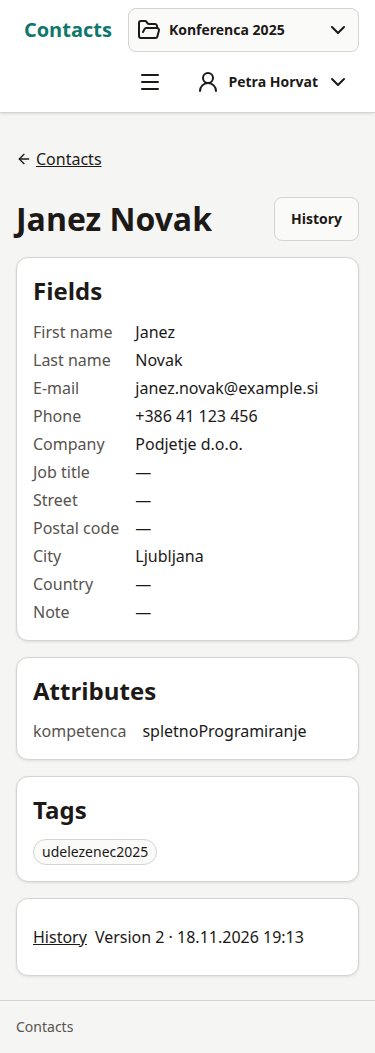 Contacts
Konferenca 2025
Petra Horvat
← Contacts
Janez Novak
History
Fields
First name Janez
Last name Novak
E-mail janez.novak@example.si
Phone +386 41 123 456
Company Podjetje d.o.o.
Job title —
Street —
Postal code —
City Ljubljana
Country —
Note —
Attributes
kompetenca spletnoProgramiranje
Tags
udelezenec2025
History Version 2 · 18.11.2026 19:13
Contacts